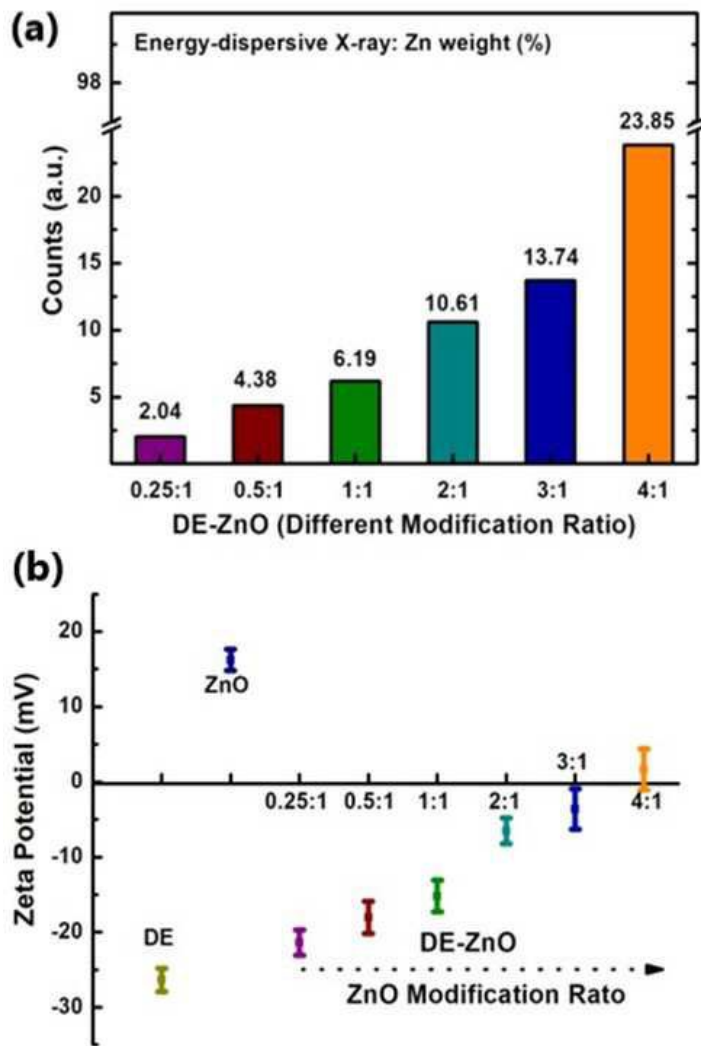 (a)
Energy-dispersive X-ray: Zn weight (%)
98
23.85
20
13.74
10.61
10
6.19
4.38
5
2.04
Counts (a.u.)
0.25:1 0.5:1 1:1 2:1 3:1 4:1
DE-ZnO (Different Modification Ratio)
(b)
20
ZnO
10
3:1
0
0.25:1 0.5:1 1:1 2:1 4:1
-10
Zeta Potential (mV)
-20
DE
DE-ZnO
ZnO Modification Rato
-30